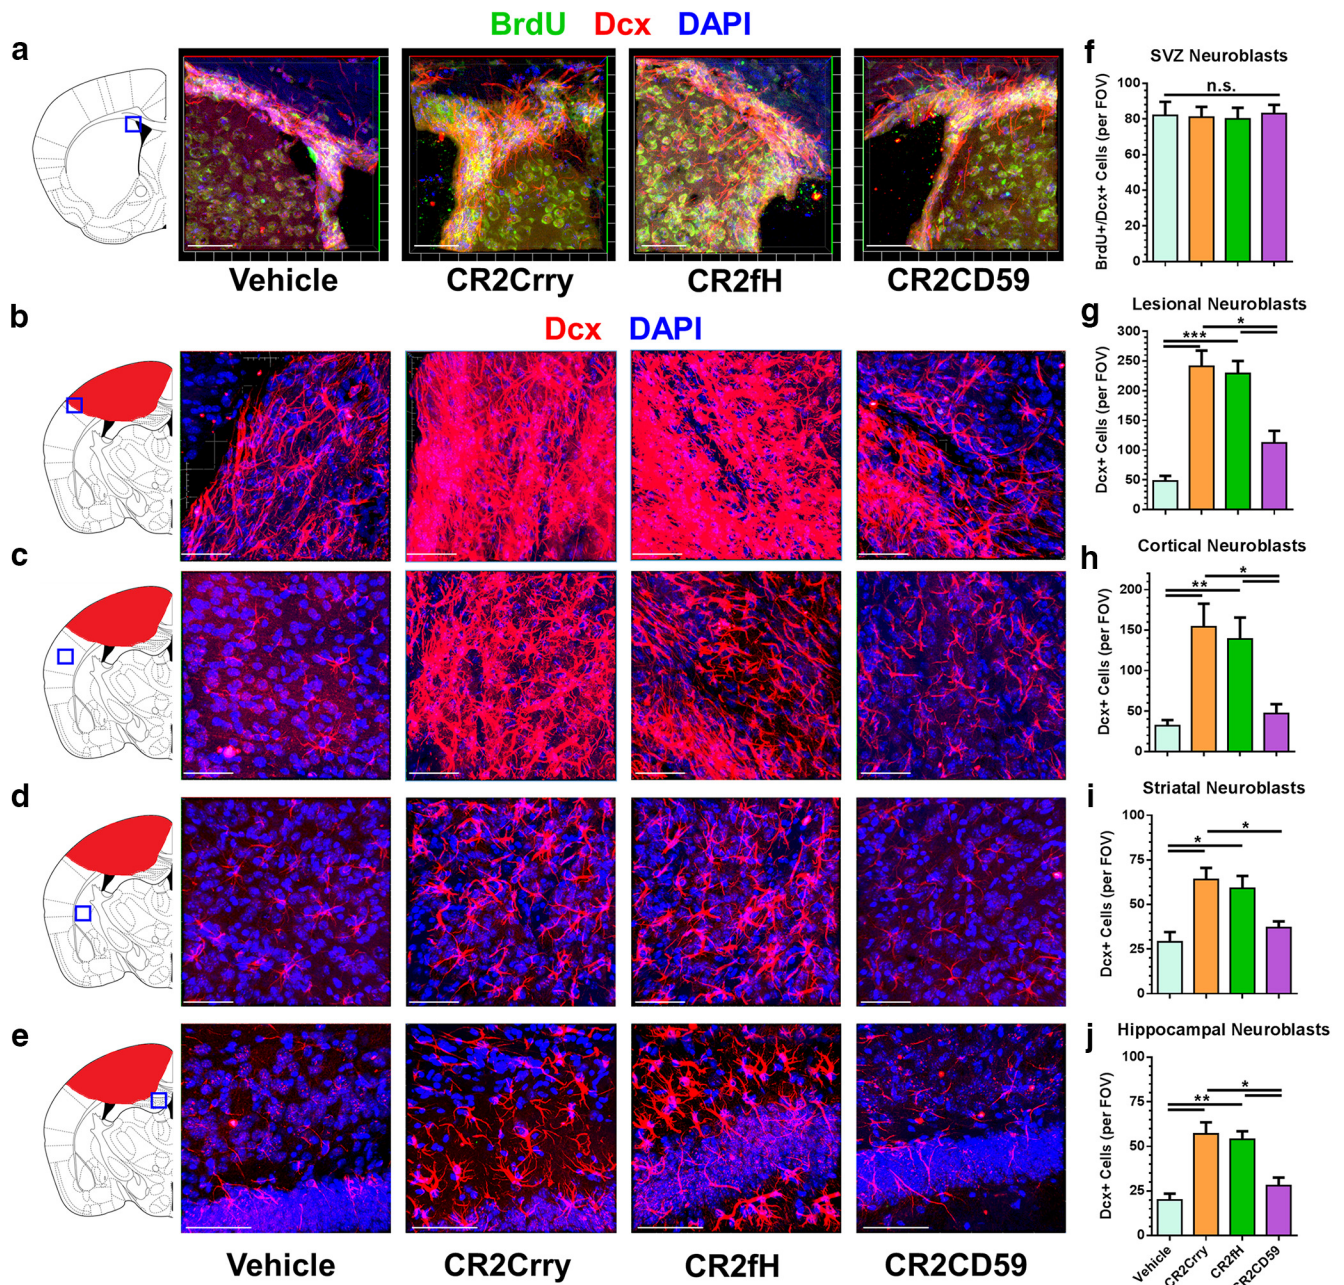 BrdU Dcx DAPI
a
Vehicle CR2Crry CR2fH CR2CD59
b
Dcx DAPI
c
d
e
Vehicle CR2Crry CR2fH CR2CD59
f
SVZ Neuroblasts
BrdU+/Dcx+ Cells (per FOV)
100
80
60
40
20
0
n.s.
g
Lesional Neuroblasts
Dcx+ Cells (per FOV)
300
250
200
150
100
50
0
*
***
h
Cortical Neuroblasts
Dcx+ Cells (per FOV)
200
150
100
50
0
*
**
i
Striatal Neuroblasts
Dcx+ Cells (per FOV)
100
75
50
25
0
*
*
j
Hippocampal Neuroblasts
Dcx+ Cells (per FOV)
100
75
50
25
0
*
**
Vehicle
CR2Crry
CR2fH
CR2CD59